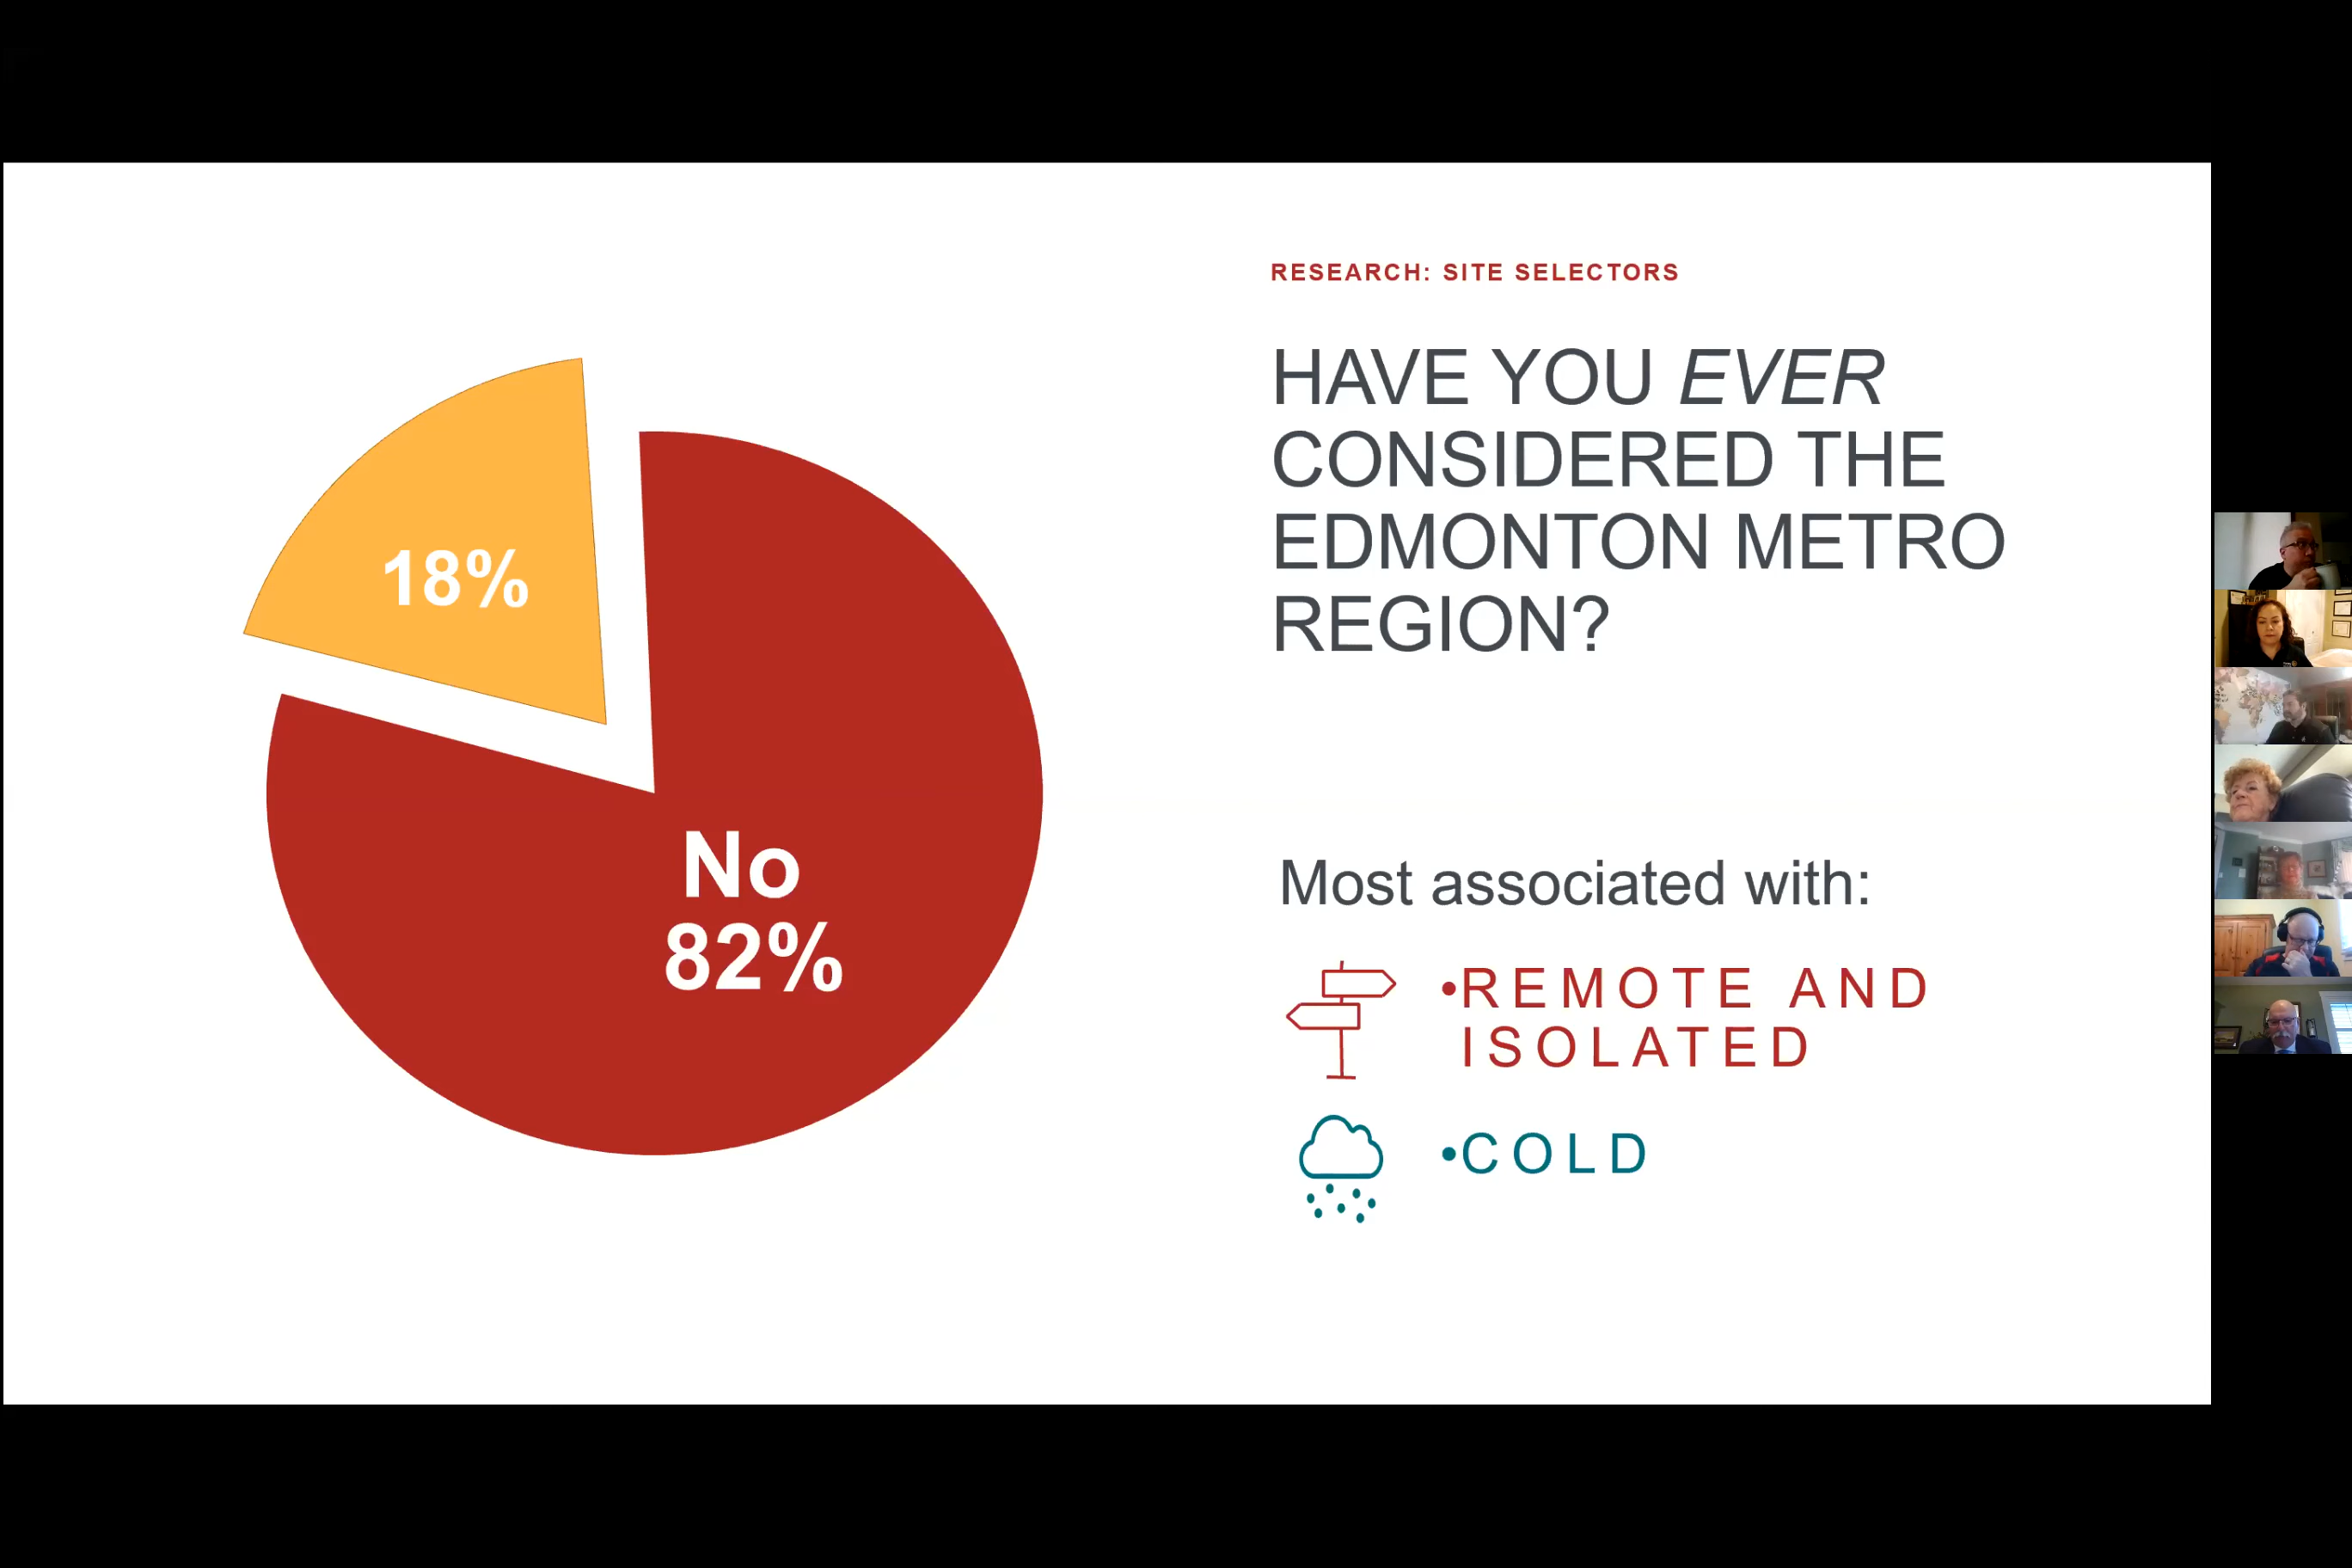 RESEARCH: SITE SELECTORS
HAVE YOU EVER
CONSIDERED THE
EDMONTON METRO
REGION?
18%
No
82%
Most associated with:
•REMOTE AND
ISOLATED
•COLD